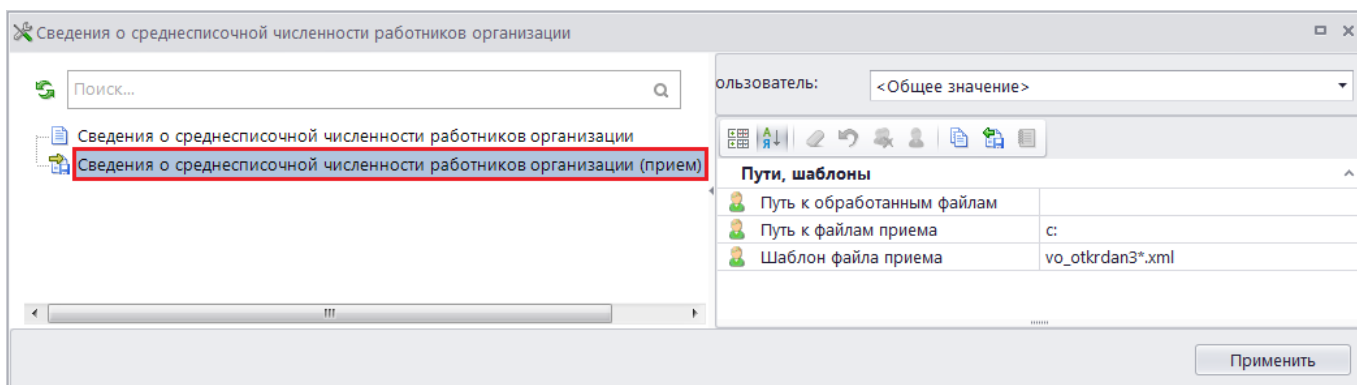 Сведения о среднесписочной численности работников организации
Поиск...
ользователь:
<Общее значение>
Сведения о среднесписочной численности работников организации
Сведения о среднесписочной численности работников организации (прием)
Пути, шаблоны
Путь к обработанным файлам
Путь к файлам приема c:
Шаблон файла приема vo_otkrdan3*.xml
Применить